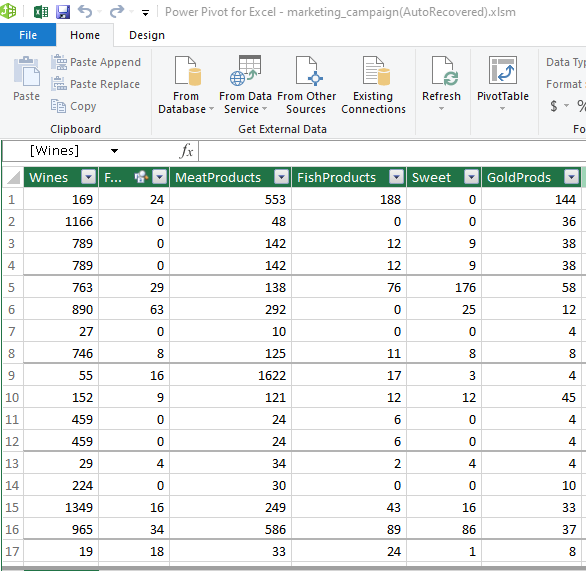 Power Pivot for Excel - marketing_campaign(AutoRecovered).xlsm
File Home Design
Paste
Paste Append
Paste Replace
Copy
Clipboard
From Database
From Data Service
From Other Sources
Existing Connections
Get External Data
Refresh
PivotTable
Data Typ
Format
$ %
Fo
[Wines] fx
Wines F... MeatProducts FishProducts Sweet GoldProds
1 169 24 553 188 0 144
2 1166 0 48 0 0 36
3 789 0 142 12 9 38
4 789 0 142 12 9 38
5 763 29 138 76 176 58
6 890 63 292 0 25 12
7 27 0 10 0 0 4
8 746 8 125 11 8 8
9 55 16 1622 17 3 4
10 152 9 121 12 12 45
11 459 0 24 6 0 4
12 459 0 24 6 0 4
13 29 4 34 2 4 4
14 224 0 30 0 0 10
15 1349 16 249 43 16 33
16 965 34 586 89 86 37
17 19 18 33 24 1 8